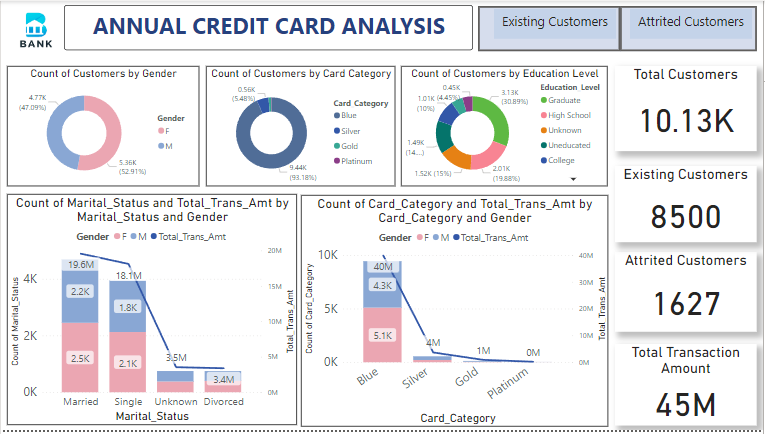 BANK
ANNUAL CREDIT CARD ANALYSIS
Existing Customers
Attrited Customers
Count of Customers by Gender
4.77K
(47.09%)
5.36K
(52.91%)
Gender
F
M
Count of Customers by Card Category
0.56K
(5.48%)
9.44K
(93.18%)
Card_Category
Blue
Silver
Gold
Platinum
Count of Customers by Education Level
0.45K
(4.45%)
1.01K
(10%)
1.49K
(14....)
1.52K (15%)
2.01K
(19.88%)
3.13K
(30.89%)
Education_Level
Graduate
High School
Unknown
Uneducated
College
Total Customers
10.13K
Existing Customers
8500
Attrited Customers
1627
Total Transaction
Amount
45M
Count of Marital_Status and Total_Trans_Amt by
Marital_Status and Gender
Gender F M Total_Trans_Amt
Count of Marital_Status
4K
2K
0K
19.6M
18.1M
3.5M
3.4M
2.2K
1.8K
2.5K
2.1K
20M
15M
10M
5M
0M
Total_Trans_Amt
Married Single Unknown Divorced
Marital_Status
Count of Card_Category and Total_Trans_Amt by
Card_Category and Gender
Gender F M Total_Trans_Amt
Count of Card_Category
10K
5K
0K
40M
4.3K
5.1K
4M
1M
0M
40M
30M
20M
10M
0M
Total_Trans_Amt
Blue Silver Gold Platinum
Card_Category